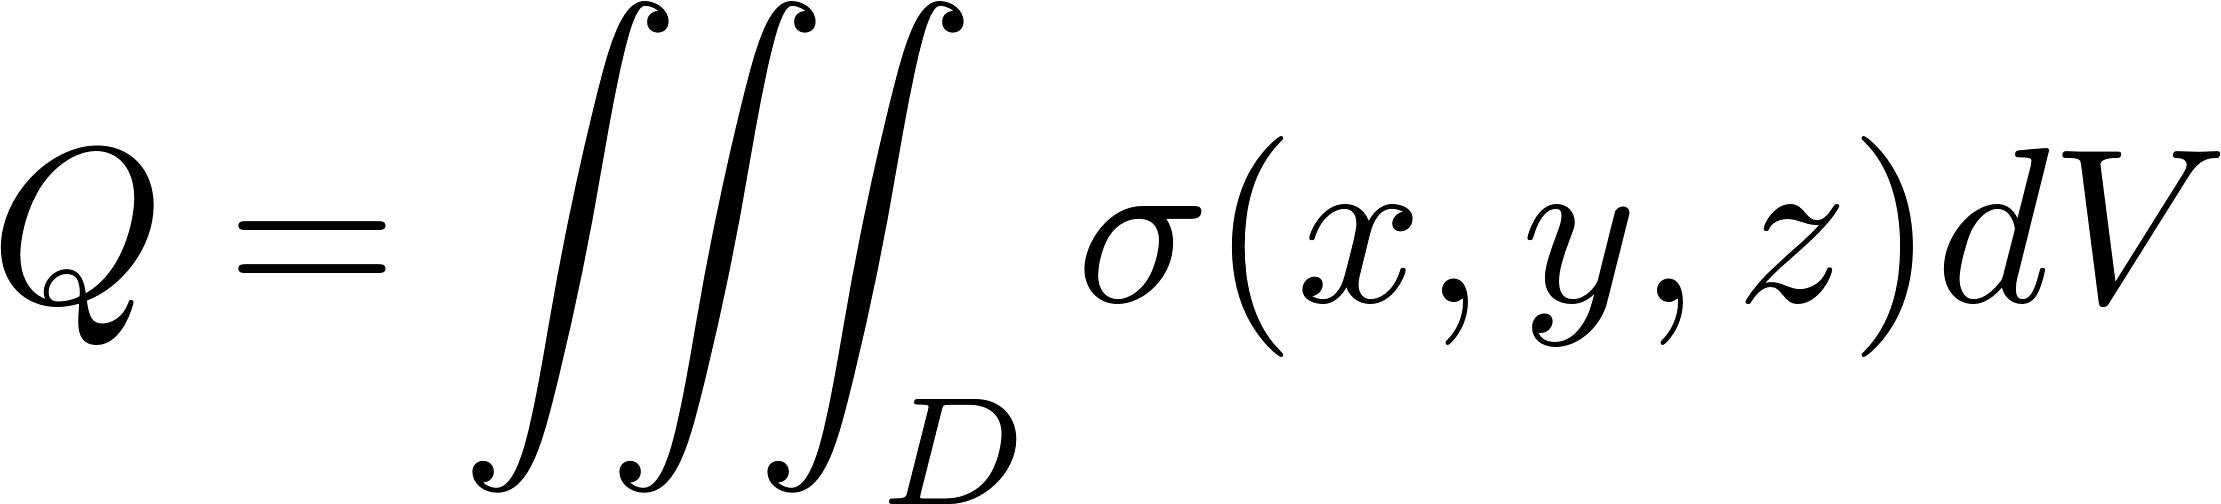 Q = ∭_D σ(x, y, z)dV